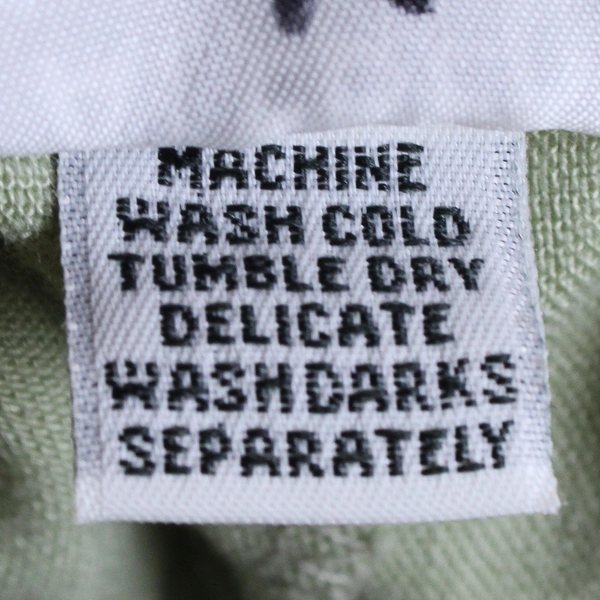 MACHINE
WASH COLD
TUMBLE DRY
DELICATE
WASH DARKS
SEPARATELY